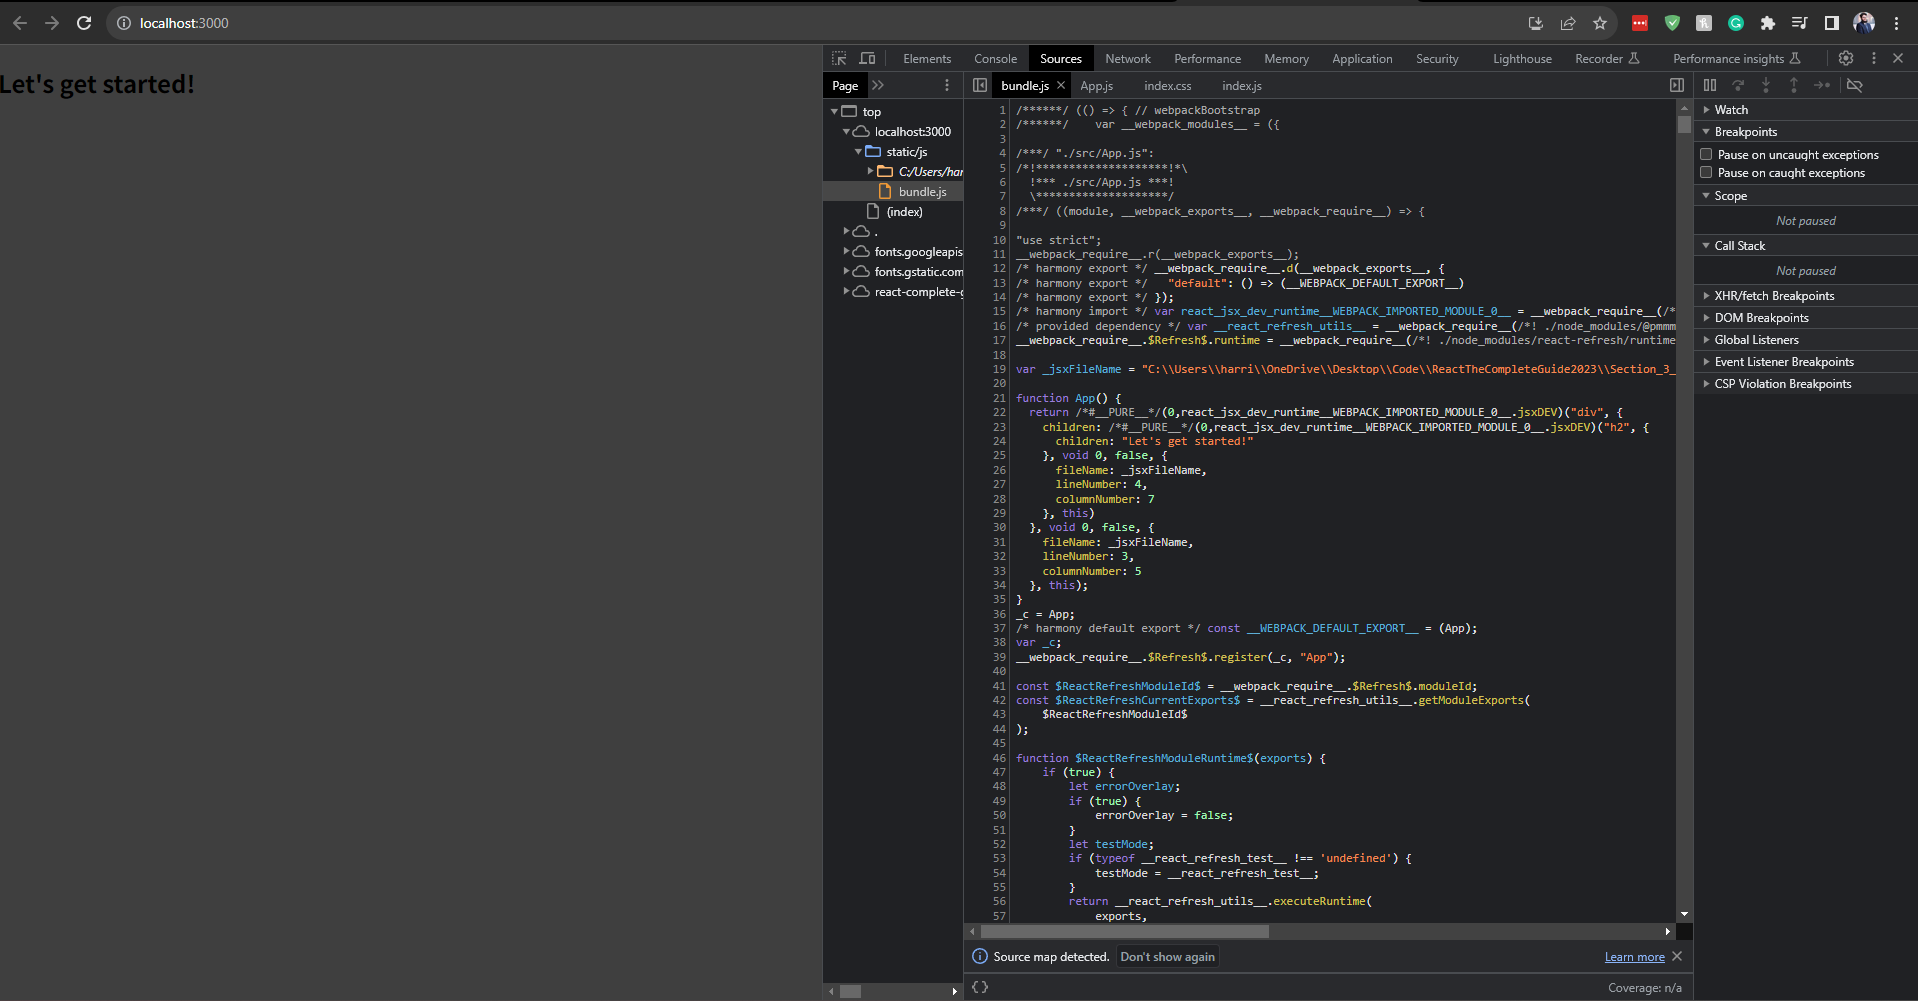 localhost:3000
Let's get started!
Elements Console Sources Network Performance Memory Application Security Lighthouse Recorder Performance insights
Page
top
localhost:3000
static/js
C:/Users/har
bundle.js
(index)
.
fonts.googleapis
fonts.gstatic.com
react-complete-g
bundle.js App.js index.css index.js
1 /******/ (() => { // webpackBootstrap
2 /******/    var __webpack_modules__ = ({
3
4 /***/ "./src/App.js":
5 /*!********************!*\
6   !*** ./src/App.js ***!
7   \********************/
8 /***/ ((module, __webpack_exports__, __webpack_require__) => {
9
10 "use strict";
11 __webpack_require__.r(__webpack_exports__);
12 /* harmony export */ __webpack_require__.d(__webpack_exports__, {
13 /* harmony export */   "default": () => (__WEBPACK_DEFAULT_EXPORT__)
14 /* harmony export */ });
15 /* harmony import */ var react_jsx_dev_runtime__WEBPACK_IMPORTED_MODULE_0__ = __webpack_require__(/*
16 /* provided dependency */ var __react_refresh_utils__ = __webpack_require__(/*! ./node_modules/@pmmm
17 __webpack_require__.$Refresh$.runtime = __webpack_require__(/*! ./node_modules/react-refresh/runtime
18
19 var _jsxFileName = "C:\\Users\\harri\\OneDrive\\Desktop\\Code\\ReactTheCompleteGuide2023\\Section_3_
20
21 function App() {
22   return /*#__PURE__*/(0,react_jsx_dev_runtime__WEBPACK_IMPORTED_MODULE_0__.jsxDEV)("div", {
23     children: /*#__PURE__*/(0,react_jsx_dev_runtime__WEBPACK_IMPORTED_MODULE_0__.jsxDEV)("h2", {
24       children: "Let's get started!"
25     }, void 0, false, {
26       fileName: _jsxFileName,
27       lineNumber: 4,
28       columnNumber: 7
29     }, this)
30   }, void 0, false, {
31     fileName: _jsxFileName,
32     lineNumber: 3,
33     columnNumber: 5
34   }, this);
35 }
36 _c = App;
37 /* harmony default export */ const __WEBPACK_DEFAULT_EXPORT__ = (App);
38 var _c;
39 __webpack_require__.$Refresh$.register(_c, "App");
40
41 const $ReactRefreshModuleId$ = __webpack_require__.$Refresh$.moduleId;
42 const $ReactRefreshCurrentExports$ = __react_refresh_utils__.getModuleExports(
43     $ReactRefreshModuleId$
44 );
45
46 function $ReactRefreshModuleRuntime$(exports) {
47     if (true) {
48         let errorOverlay;
49         if (true) {
50             errorOverlay = false;
51         }
52         let testMode;
53         if (typeof __react_refresh_test__ !== 'undefined') {
54             testMode = __react_refresh_test__;
55         }
56         return __react_refresh_utils__.executeRuntime(
57             exports,
Source map detected. Don't show again Learn more
{} Coverage: n/a
Watch
Breakpoints
Pause on uncaught exceptions
Pause on caught exceptions
Scope
Not paused
Call Stack
Not paused
XHR/fetch Breakpoints
DOM Breakpoints
Global Listeners
Event Listener Breakpoints
CSP Violation Breakpoints